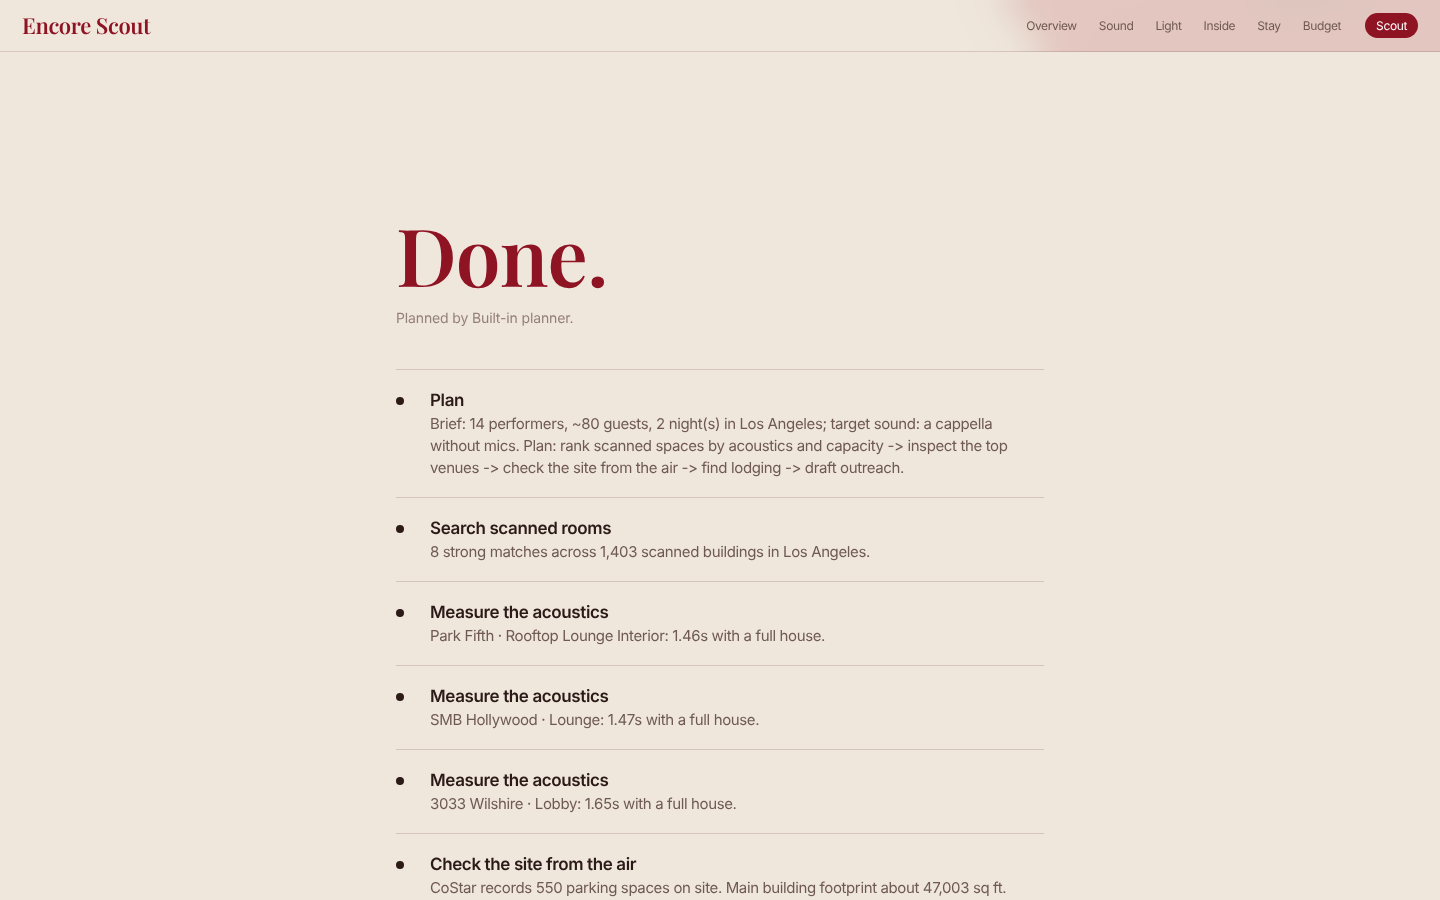 Encore Scout
Overview
Sound
Light
Inside
Stay
Budget
Scout
Done.
Planned by Built-in planner.
Plan
Brief: 14 performers, ~80 guests, 2 night(s) in Los Angeles; target sound: a cappella
without mics. Plan: rank scanned spaces by acoustics and capacity -> inspect the top
venues -> check the site from the air -> find lodging -> draft outreach.
Search scanned rooms
8 strong matches across 1,403 scanned buildings in Los Angeles.
Measure the acoustics
Park Fifth · Rooftop Lounge Interior: 1.46s with a full house.
Measure the acoustics
SMB Hollywood · Lounge: 1.47s with a full house.
Measure the acoustics
3033 Wilshire · Lobby: 1.65s with a full house.
Check the site from the air
CoStar records 550 parking spaces on site. Main building footprint about 47,003 sq ft.